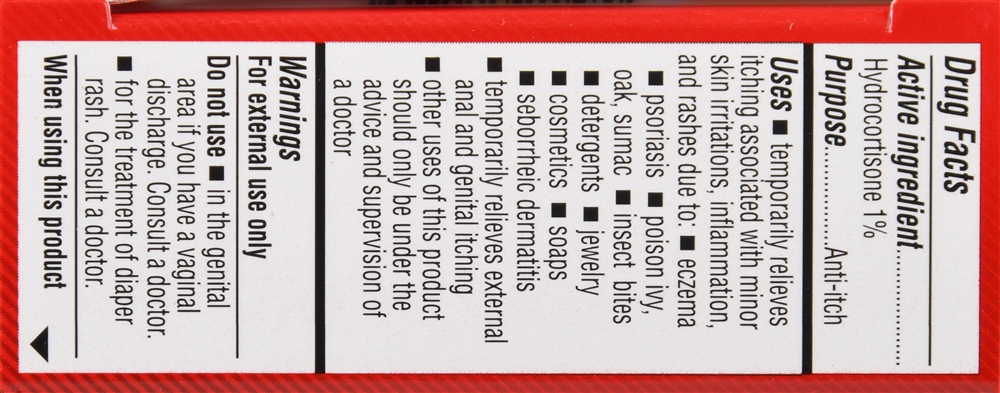 Drug Facts
Active ingredient..................
Hydrocortisone 1%
Purpose...............Anti-itch
Uses ■ temporarily relieves
itching associated with minor
skin irritations, inflammation,
and rashes due to: ■ eczema
■ psoriasis ■ poison ivy,
oak, sumac ■ insect bites
■ detergents ■ jewelry
■ cosmetics ■ soaps
■ seborrheic dermatitis
■ temporarily relieves external
anal and genital itching
■ other uses of this product
should only be under the
advice and supervision of
a doctor
Warnings
For external use only
Do not use ■ in the genital
area if you have a vaginal
discharge. Consult a doctor.
■ for the treatment of diaper
rash. Consult a doctor.
When using this product